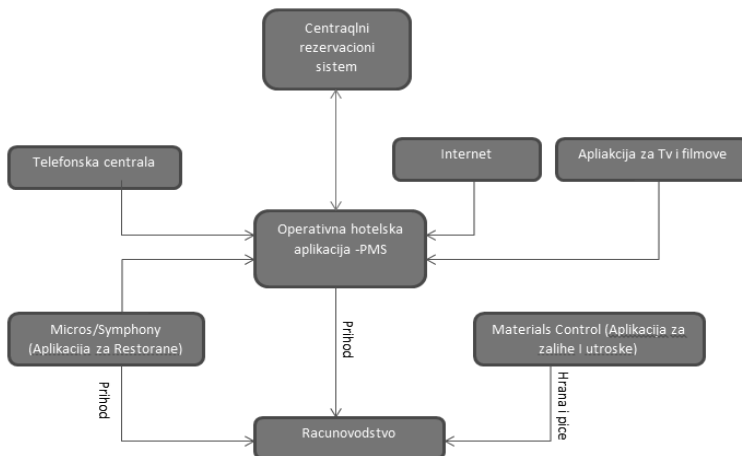 Centraqlni
rezervacioni
sistem
Telefonska centrala
Internet
Apliakcija za Tv i filmove
Operativna hotelska
aplikacija -PMS
Micros/Symphony
(Aplikacija za Restorane)
Prihod
Materials Control (Aplikacija za
zalihe I utroske)
Prihod
Hrana i pice
Racunovodstvo